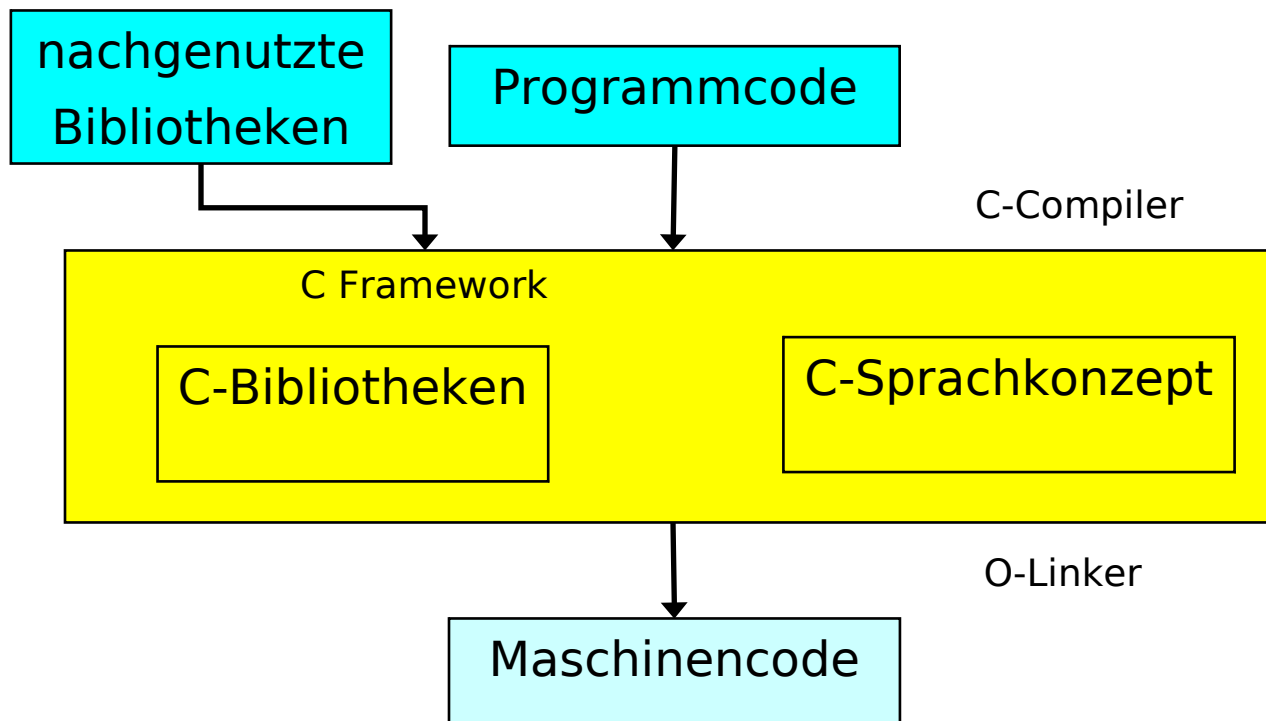 nachgenutzte
Bibliotheken
Programmcode
C-Compiler
C Framework
C-Bibliotheken
C-Sprachkonzept
O-Linker
Maschinencode